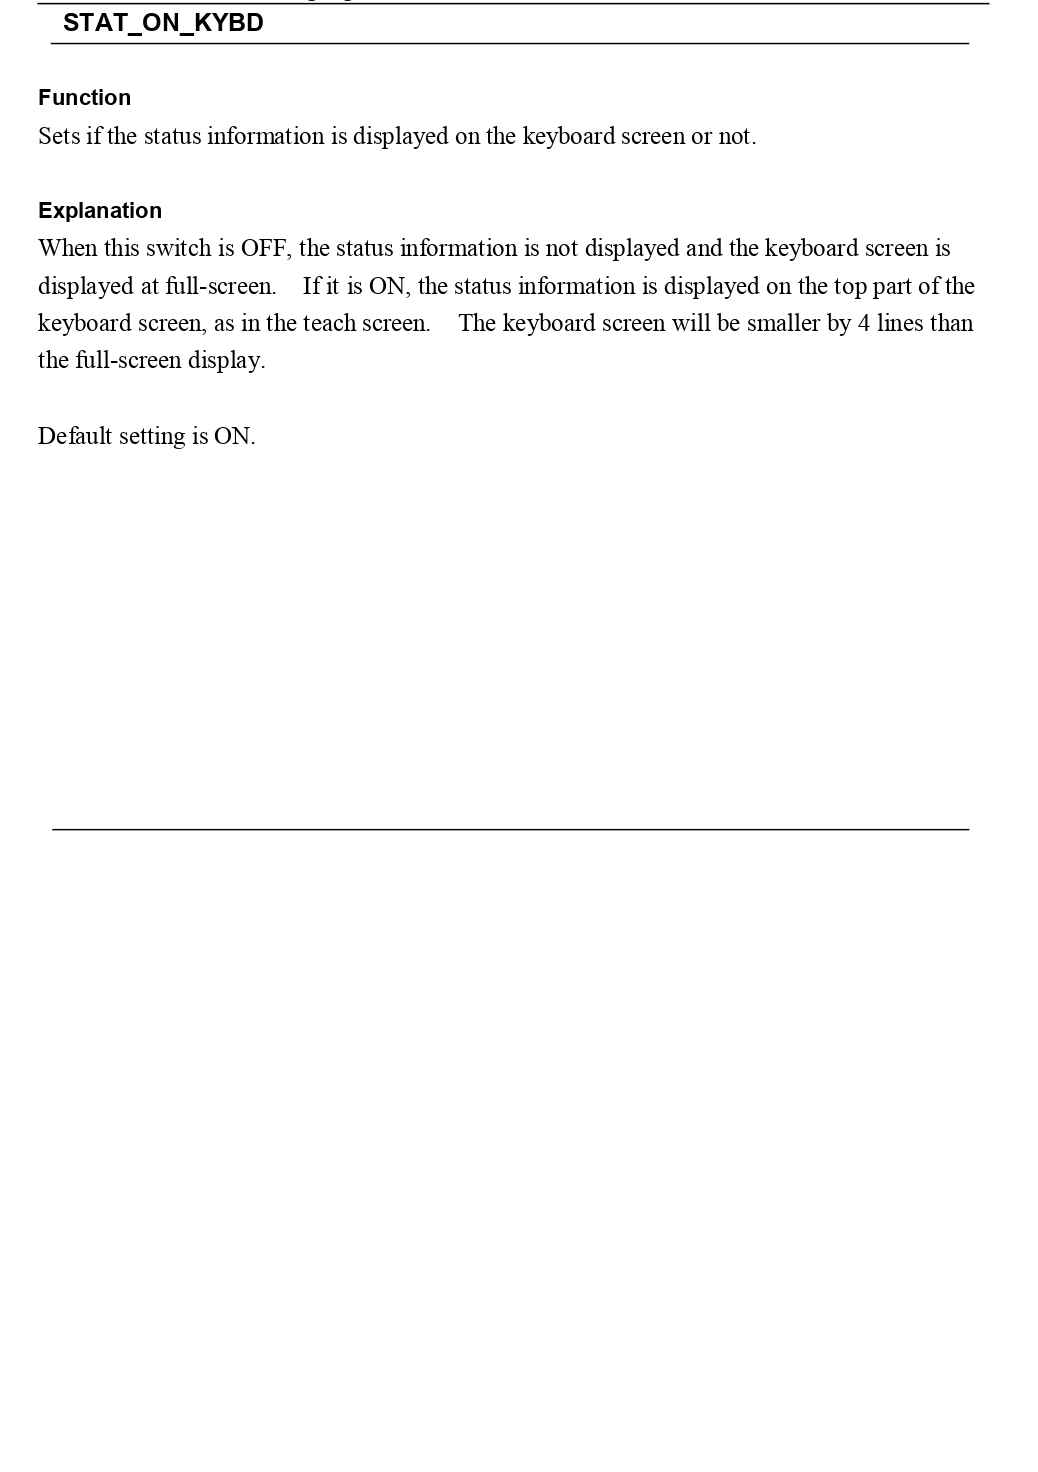 STAT_ON_KYBD
Function
Sets if the status information is displayed on the keyboard screen or not.
Explanation
When this switch is OFF, the status information is not displayed and the keyboard screen is
displayed at full-screen.    If it is ON, the status information is displayed on the top part of the
keyboard screen, as in the teach screen.    The keyboard screen will be smaller by 4 lines than
the full-screen display.
Default setting is ON.